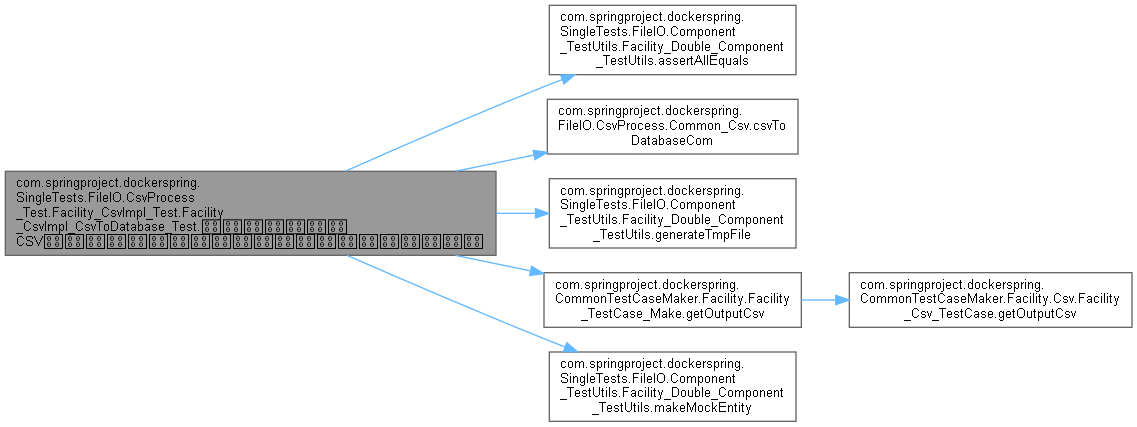 com.springproject.dockerspring.
SingleTests.FileIO.Component
_TestUtils.Facility_Double_Component
_TestUtils.assertAllEquals
com.springproject.dockerspring.
FileIO.CsvProcess.Common_Csv.csvTo
DatabaseCom
com.springproject.dockerspring.
SingleTests.FileIO.CsvProcess
_Test.Facility_CsvImpl_Test.Facility
_CsvImpl_CsvToDatabase_Test.
CSV
com.springproject.dockerspring.
SingleTests.FileIO.Component
_TestUtils.Facility_Double_Component
_TestUtils.generateTmpFile
com.springproject.dockerspring.
CommonTestCaseMaker.Facility.Facility
_TestCase_Make.getOutputCsv
com.springproject.dockerspring.
CommonTestCaseMaker.Facility.Csv.Facility
_Csv_TestCase.getOutputCsv
com.springproject.dockerspring.
SingleTests.FileIO.Component
_TestUtils.Facility_Double_Component
_TestUtils.makeMockEntity